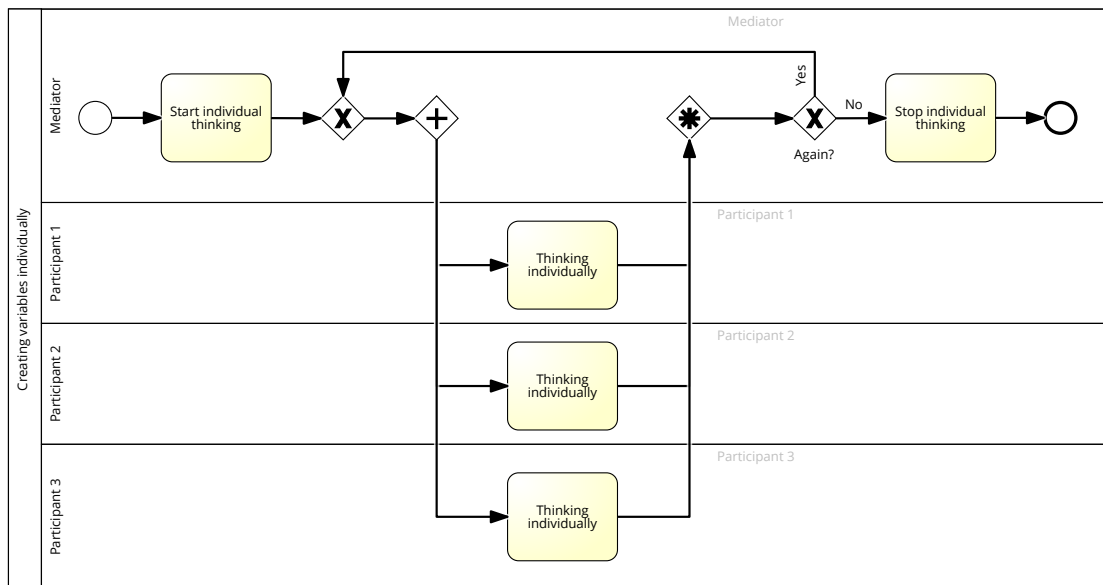 Creating variables individually
Mediator
Mediator
Start individual
thinking
Yes
No
Again?
Stop individual
thinking
Participant 1
Participant 1
Thinking
individually
Participant 2
Participant 2
Thinking
individually
Participant 3
Participant 3
Thinking
individually